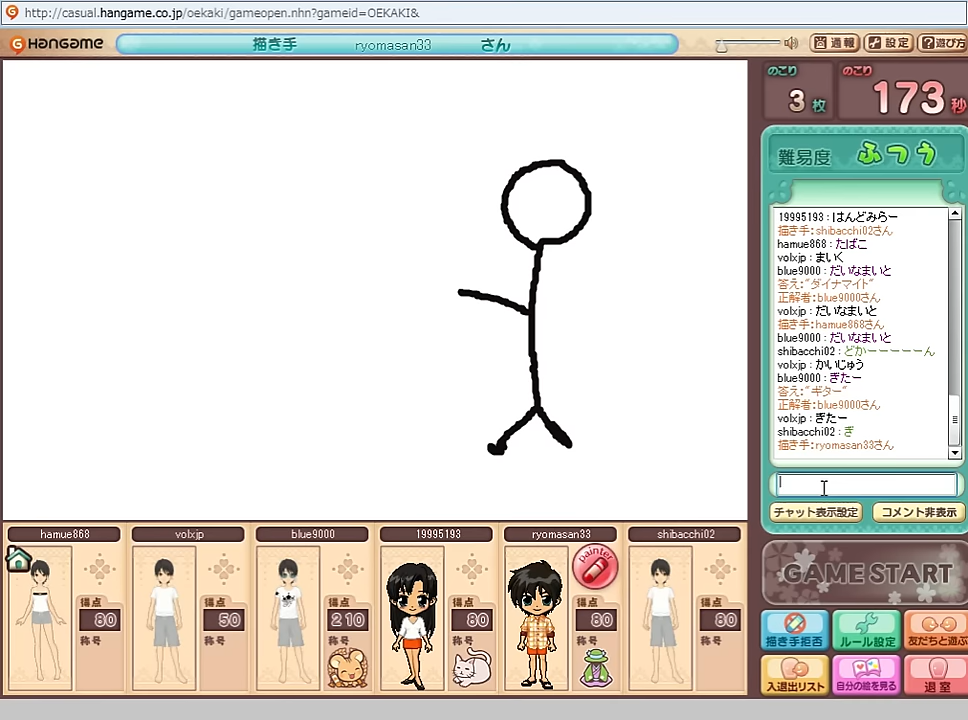 http://casual.hangame.co.jp/oekaki/gameopen.nhn?gameid=OEKAKI&
HANGAME
描き手 ryomasan33 さん
通報 設定 遊び方
のこり 3枚
のこり 173秒
難易度 ふつう
19995193 : はんどみらー
描き手:shibacchi02さん
hamue868 : たばこ
volxjp : まいく
blue9000 : だいなまいと
答え:"ダイナマイト"
正解者:blue9000さん
volxjp : だいなまいと
描き手:hamue868さん
blue9000 : だいなまいと
shibacchi02 : どかーーーーーん
volxjp : かいじゅう
blue9000 : ぎたー
答え:"ギター"
正解者:blue9000さん
volxjp : ぎたー
shibacchi02 : ぎ
描き手:ryomasan33さん
チャット表示設定 コメント非表示
GAME START
描き手拒否 ルール設定 友だちと遊ぶ
入退出リスト 自分の絵を見る 退室
hamue868
得点
80
称号
volxjp
得点
50
称号
blue9000
得点
210
称号
19995193
得点
80
称号
ryomasan33
painter
得点
80
称号
shibacchi02
得点
80
称号